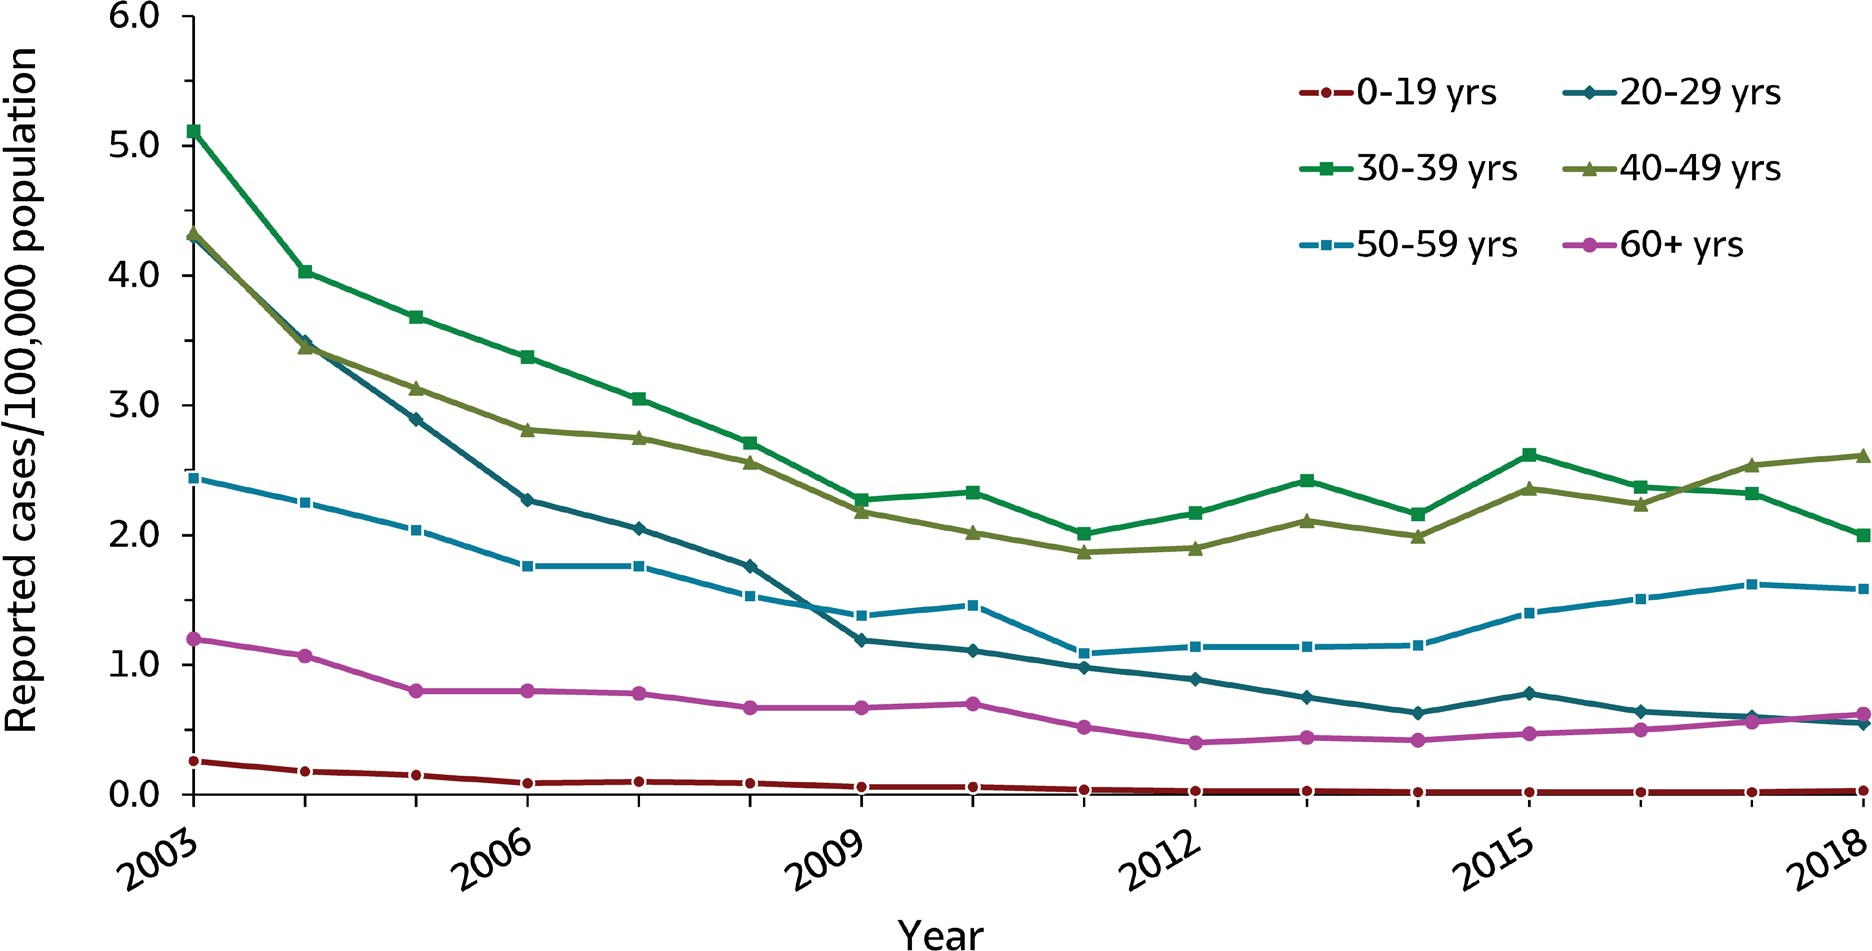 Reported cases/100,000 population
6.0
5.0
4.0
3.0
2.0
1.0
0.0
0-19 yrs
20-29 yrs
30-39 yrs
40-49 yrs
50-59 yrs
60+ yrs
2003
2006
2009
2012
2015
2018
Year